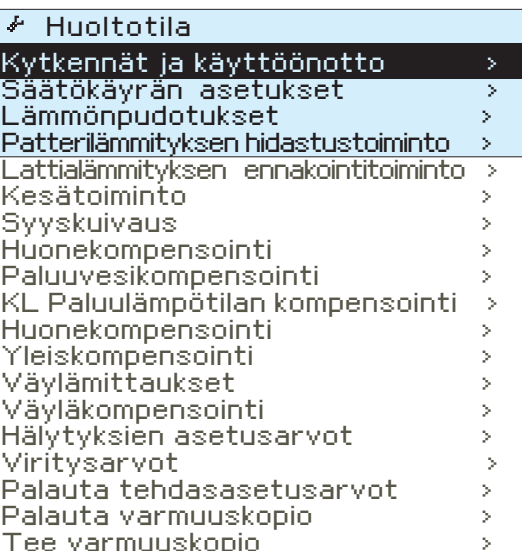 Huoltotila
Kytkennät ja käyttöönotto >
Säätökäyrän asetukset >
Lämmönpudotukset >
Patterilämmityksen hidastustoiminto >
Lattialämmityksen ennakointitoiminto >
Kesätoiminto >
Syyskuivaus >
Huonekompensointi >
Paluuvesikompensointi >
KL Paluulämpötilan kompensointi >
Huonekompensointi >
Yleiskompensointi >
Väylämittaukset >
Väyläkompensointi >
Hälytyksien asetusarvot >
Viritysarvot >
Palauta tehdasasetusarvot >
Palauta varmuuskopio >
Tee varmuuskopio >